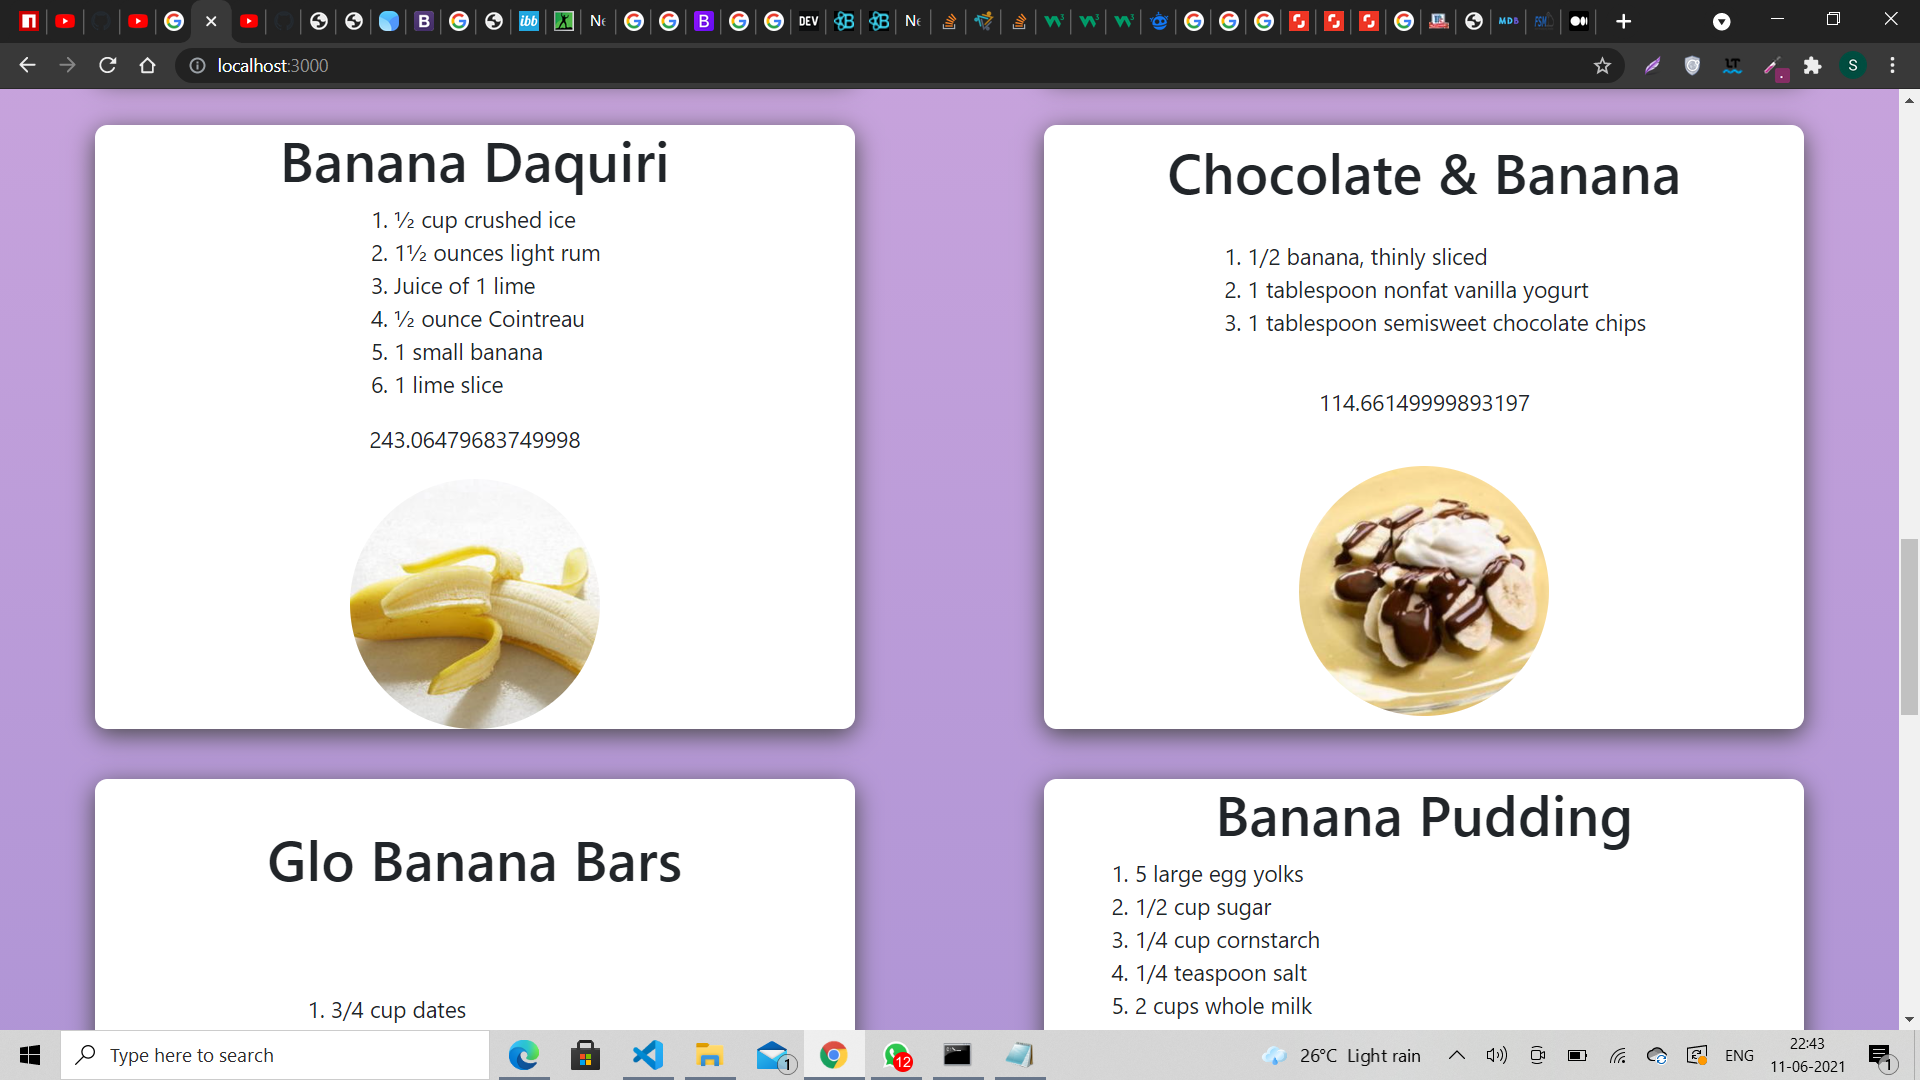 localhost:3000
Banana Daquiri
1. ½ cup crushed ice
2. 1½ ounces light rum
3. Juice of 1 lime
4. ½ ounce Cointreau
5. 1 small banana
6. 1 lime slice
243.06479683749998
Chocolate & Banana
1. 1/2 banana, thinly sliced
2. 1 tablespoon nonfat vanilla yogurt
3. 1 tablespoon semisweet chocolate chips
114.66149999893197
Glo Banana Bars
1. 3/4 cup dates
Banana Pudding
1. 5 large egg yolks
2. 1/2 cup sugar
3. 1/4 cup cornstarch
4. 1/4 teaspoon salt
5. 2 cups whole milk
Type here to search
1
12
26°C Light rain
ENG
22:43
11-06-2021
1